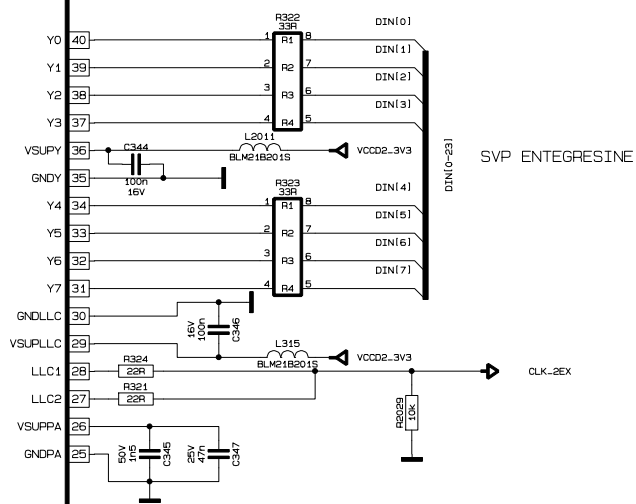 R322
33R
Y0 40 1 R1 8 DIN[0]
Y1 39 2 R2 7 DIN[1]
Y2 38 3 R3 6 DIN[2]
Y3 37 4 R4 5 DIN[3]
VSUPY 36 C344 L2011 VCCD2_3V3
BLM21B201S
GNDY 35 100n
16V
DIN[0-23]
SVP ENTEGRESINE
R323
33R
Y4 34 1 R1 8 DIN[4]
Y5 33 2 R2 7 DIN[5]
Y6 32 3 R3 6 DIN[6]
Y7 31 4 R4 5 DIN[7]
GNDLLC 30
16V
100n
C346
VSUPLLC 29 L315 VCCD2_3V3
BLM21B201S
R324
LLC1 28 22R CLK_2EX
R321
LLC2 27 22R
R2029
10k
VSUPPA 26
GNDPA 25
50V
1n5
C345
25V
47n
C347